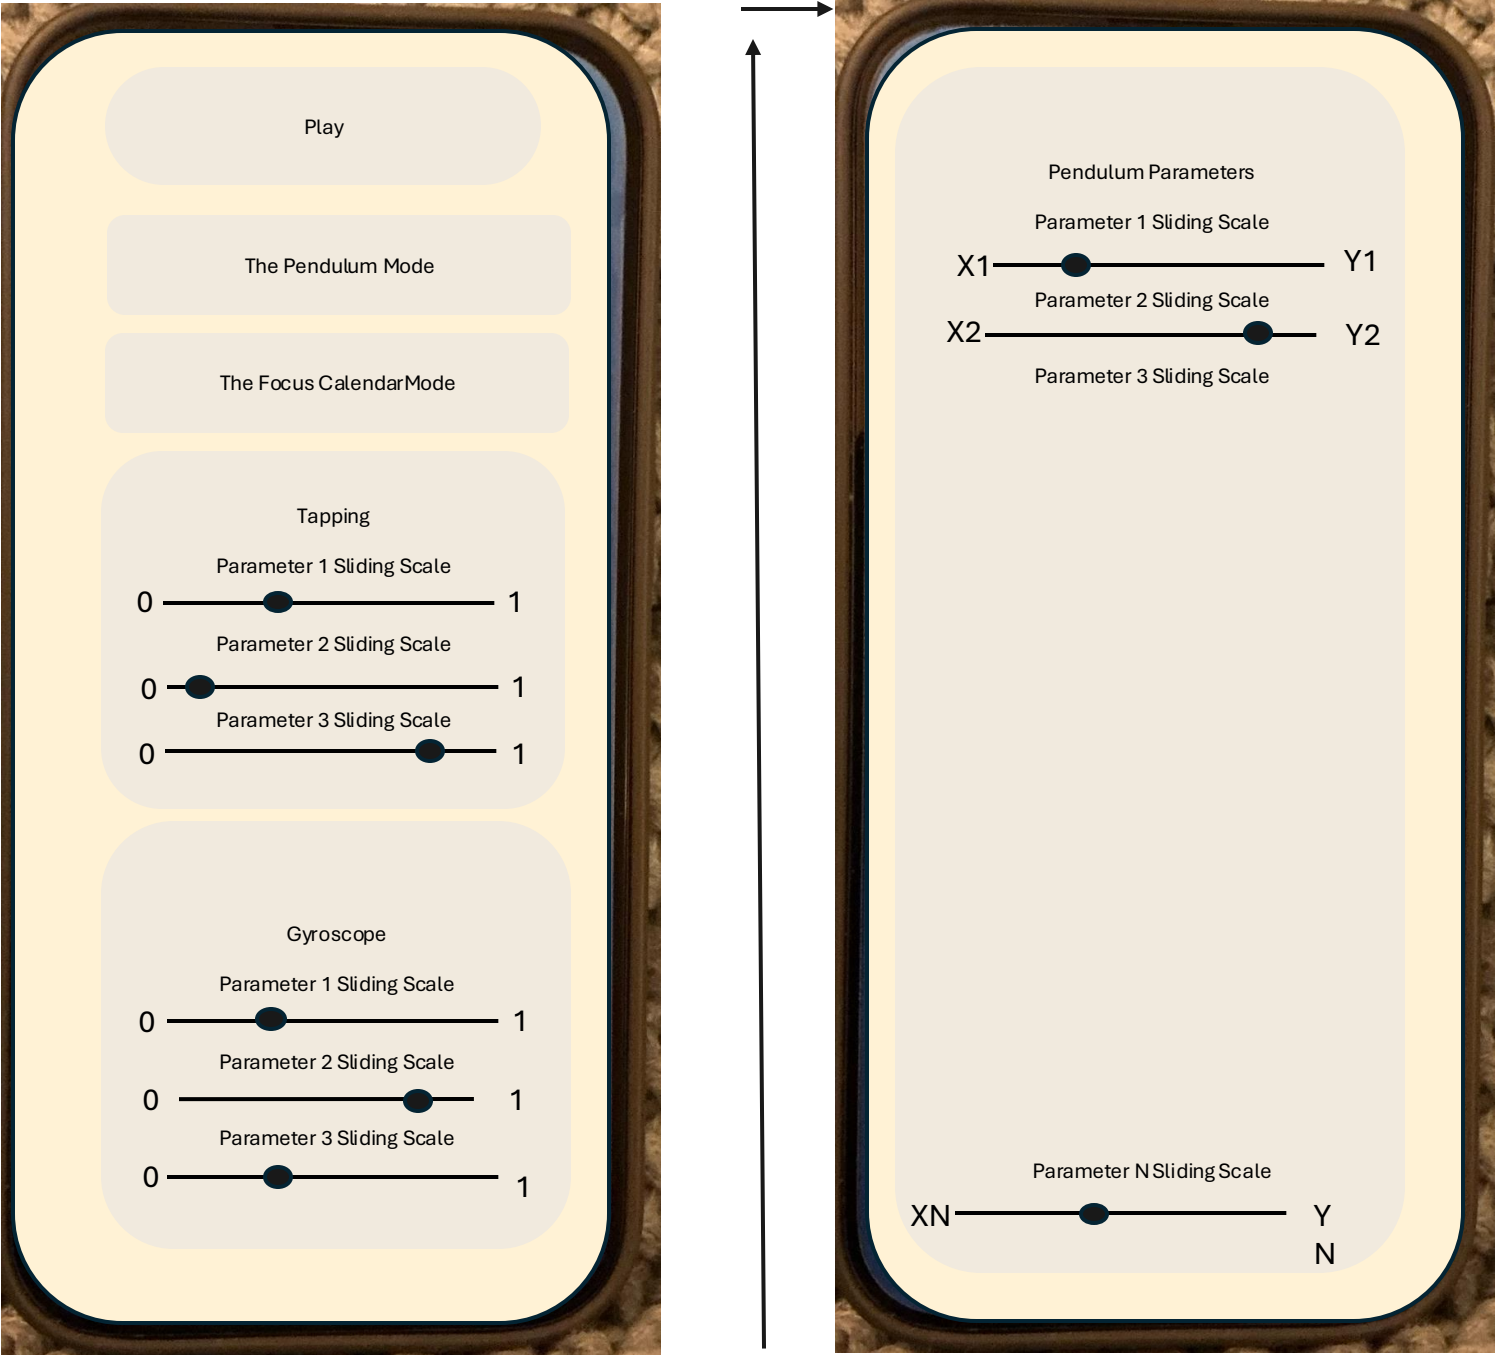 Play
The Pendulum Mode
The Focus CalendarMode
Tapping
Parameter 1 Sliding Scale
0 1
Parameter 2 Sliding Scale
0 1
Parameter 3 Sliding Scale
0 1
Gyroscope
Parameter 1 Sliding Scale
0 1
Parameter 2 Sliding Scale
0 1
Parameter 3 Sliding Scale
0 1
Pendulum Parameters
Parameter 1 Sliding Scale
X1 Y1
Parameter 2 Sliding Scale
X2 Y2
Parameter 3 Sliding Scale
Parameter N Sliding Scale
XN Y
N